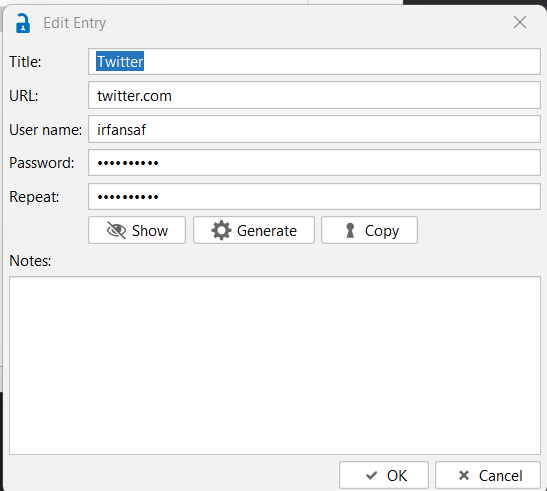 Edit Entry
Title: Twitter
URL: twitter.com
User name: irfansaf
Password: ••••••••••
Repeat: ••••••••••
Show Generate Copy
Notes:
OK Cancel